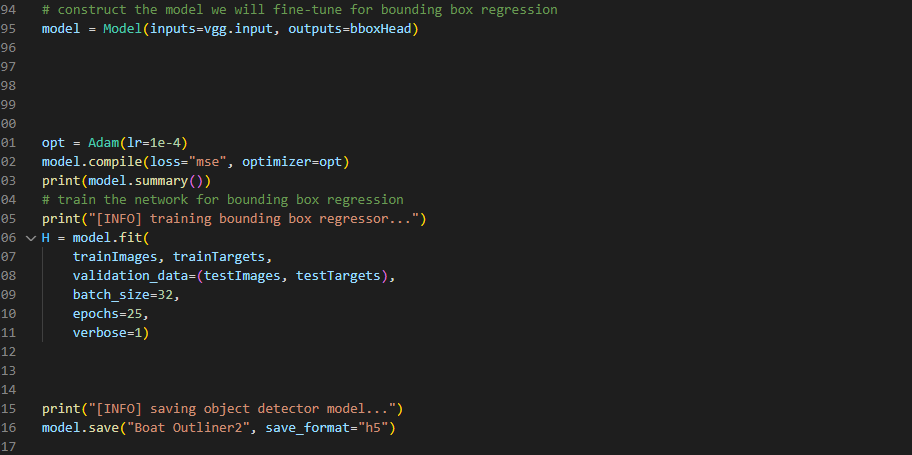 94 # construct the model we will fine-tune for bounding box regression
95 model = Model(inputs=vgg.input, outputs=bboxHead)
96
97
98
99
00
01 opt = Adam(lr=1e-4)
02 model.compile(loss="mse", optimizer=opt)
03 print(model.summary())
04 # train the network for bounding box regression
05 print("[INFO] training bounding box regressor...")
06 H = model.fit(
07     trainImages, trainTargets,
08     validation_data=(testImages, testTargets),
09     batch_size=32,
10     epochs=25,
11     verbose=1)
12
13
14
15 print("[INFO] saving object detector model...")
16 model.save("Boat Outliner2", save_format="h5")
17